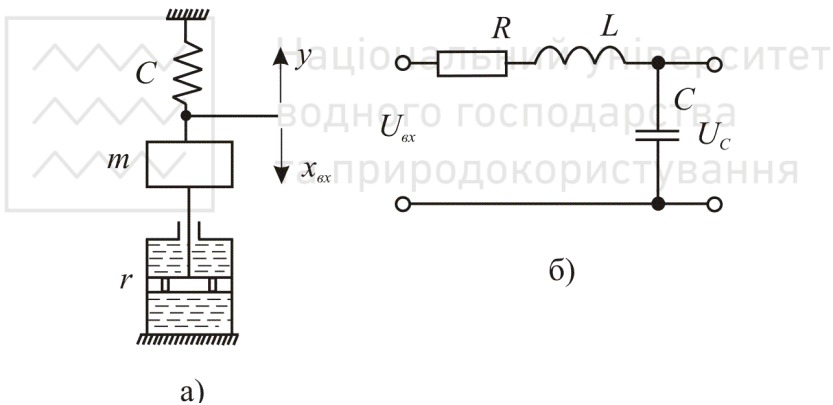 Національний університет
водного господарства
та природокористування
C
y
m
x_вх
r
а)
R
L
U_вх
C
U_C
б)